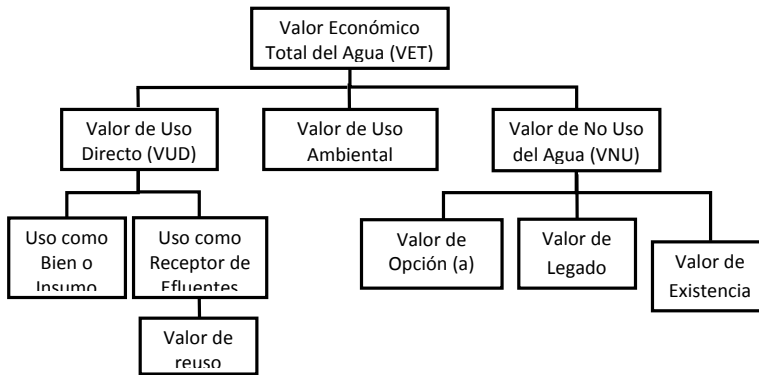 Valor Económico
Total del Agua (VET)
Valor de Uso
Directo (VUD)
Valor de Uso
Ambiental
Valor de No Uso
del Agua (VNU)
Uso como
Bien o
Insumo
Uso como
Receptor de
Efluentes
Valor de
Opción (a)
Valor de
Legado
Valor de
Existencia
Valor de
reuso